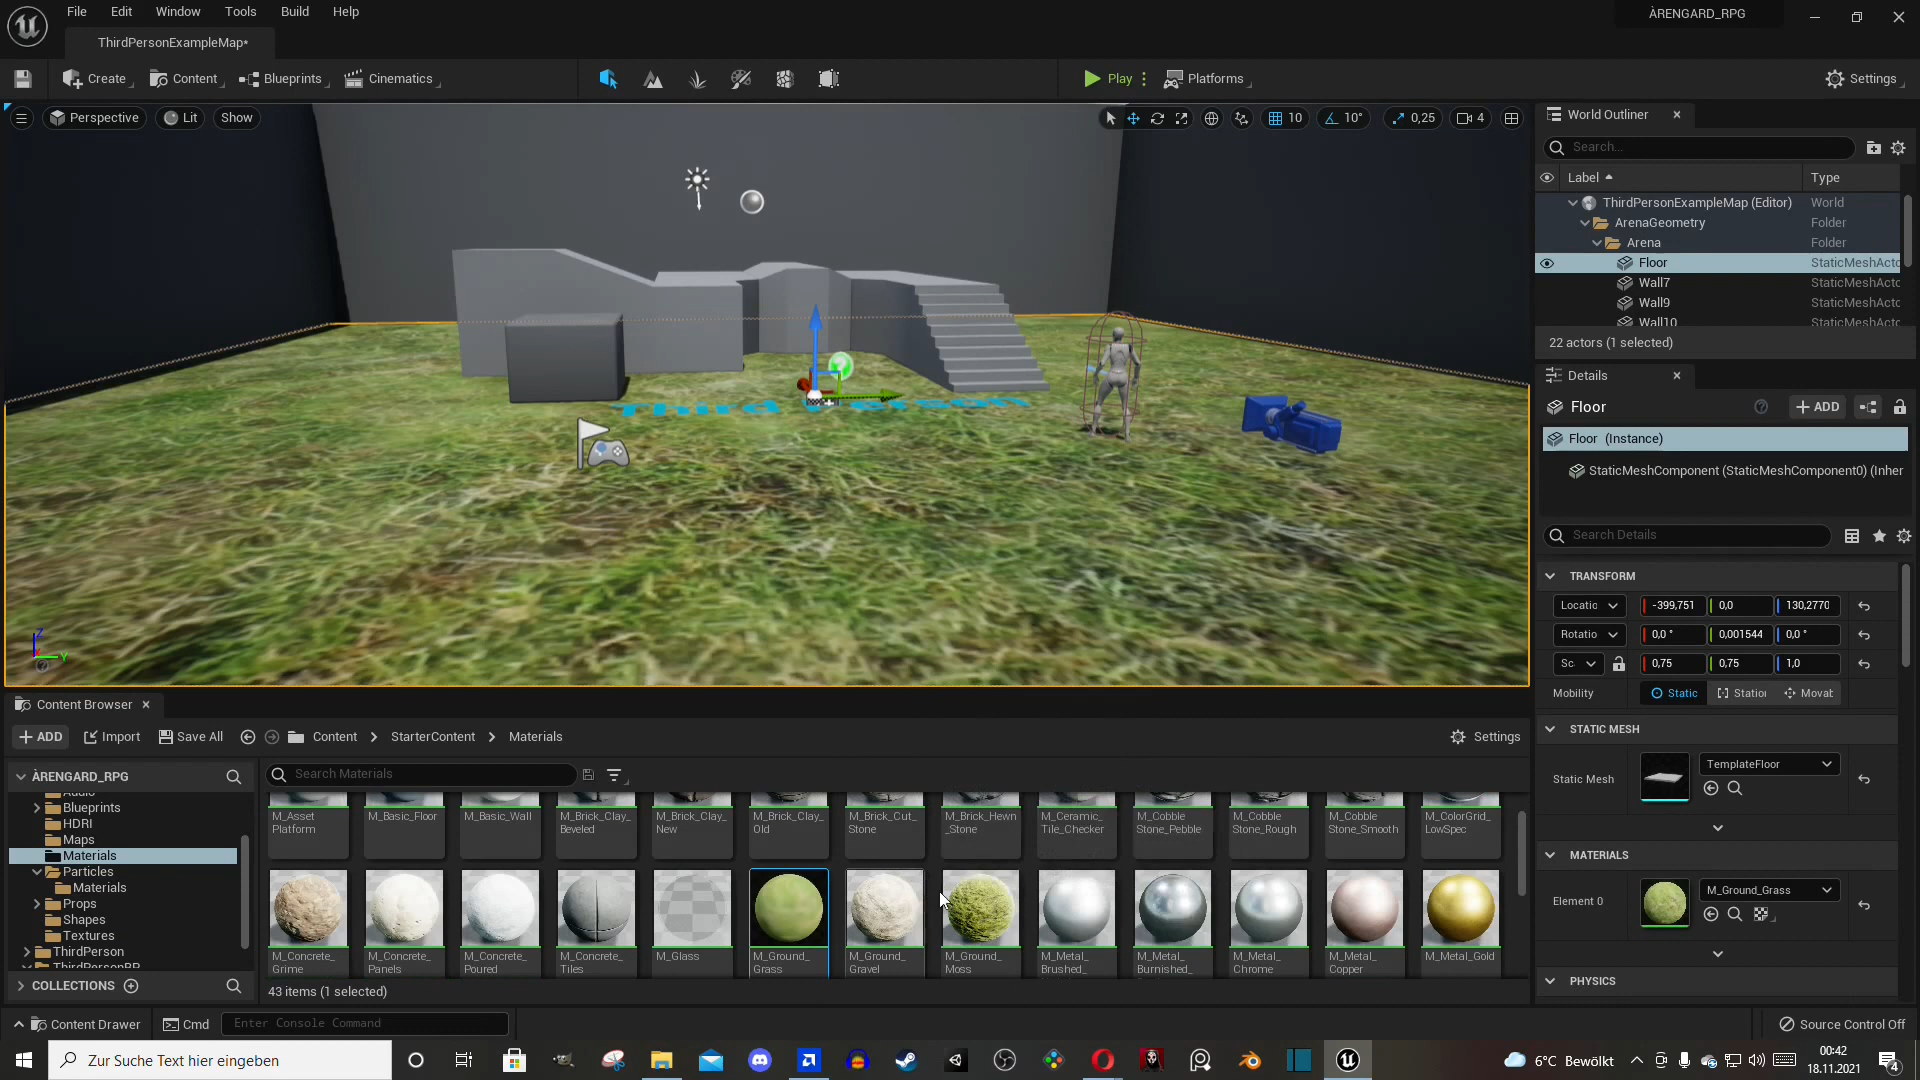 File Edit Window Tools Build Help
ÀRENGARD_RPG
ThirdPersonExampleMap*
Create Content Blueprints Cinematics Play Platforms Settings
Perspective Lit Show 10 10° 0,25 4
World Outliner
Search...
Label Type
ThirdPersonExampleMap (Editor) World
ArenaGeometry Folder
Arena Folder
Floor StaticMeshActo
Wall7 StaticMeshActo
Wall9 StaticMeshActo
Wall10 StaticMeshActo
22 actors (1 selected)
Details
Floor + ADD
Floor (Instance)
StaticMeshComponent (StaticMeshComponent0) (Inher
Search Details
TRANSFORM
Locatio -399,751 0,0 130,2770
Rotatio 0,0 ° 0,001544 0,0 °
Sc 0,75 0,75 1,0
Mobility Static Station Movab
STATIC MESH
Static Mesh TemplateFloor
MATERIALS
Element 0 M_Ground_Grass
PHYSICS
Z
Y
Content Browser
+ ADD Import Save All Content StarterContent Materials Settings
ÀRENGARD_RPG
Search Materials
Audio
Blueprints
HDRI
Maps
Materials
Particles
Materials
Props
Shapes
Textures
ThirdPerson
ThirdPersonBP
COLLECTIONS
M_Asset Platform
M_Basic_Floor
M_Basic_Wall
M_Brick_Clay_ Beveled
M_Brick_Clay_ New
M_Brick_Clay_ Old
M_Brick_Cut_ Stone
M_Brick_Hewn _Stone
M_Ceramic_ Tile_Checker
M_Cobble Stone_Pebble
M_Cobble Stone_Rough
M_Cobble Stone_Smooth
M_ColorGrid_ LowSpec
M_Concrete_ Grime
M_Concrete_ Panels
M_Concrete_ Poured
M_Concrete_ Tiles
M_Glass
M_Ground_ Grass
M_Ground_ Gravel
M_Ground_ Moss
M_Metal_ Brushed_
M_Metal_ Burnished_
M_Metal_ Chrome
M_Metal_ Copper
M_Metal_Gold
43 items (1 selected)
Content Drawer Cmd Enter Console Command Source Control Off
Zur Suche Text hier eingeben
6°C Bewölkt
00:42
18.11.2021
4